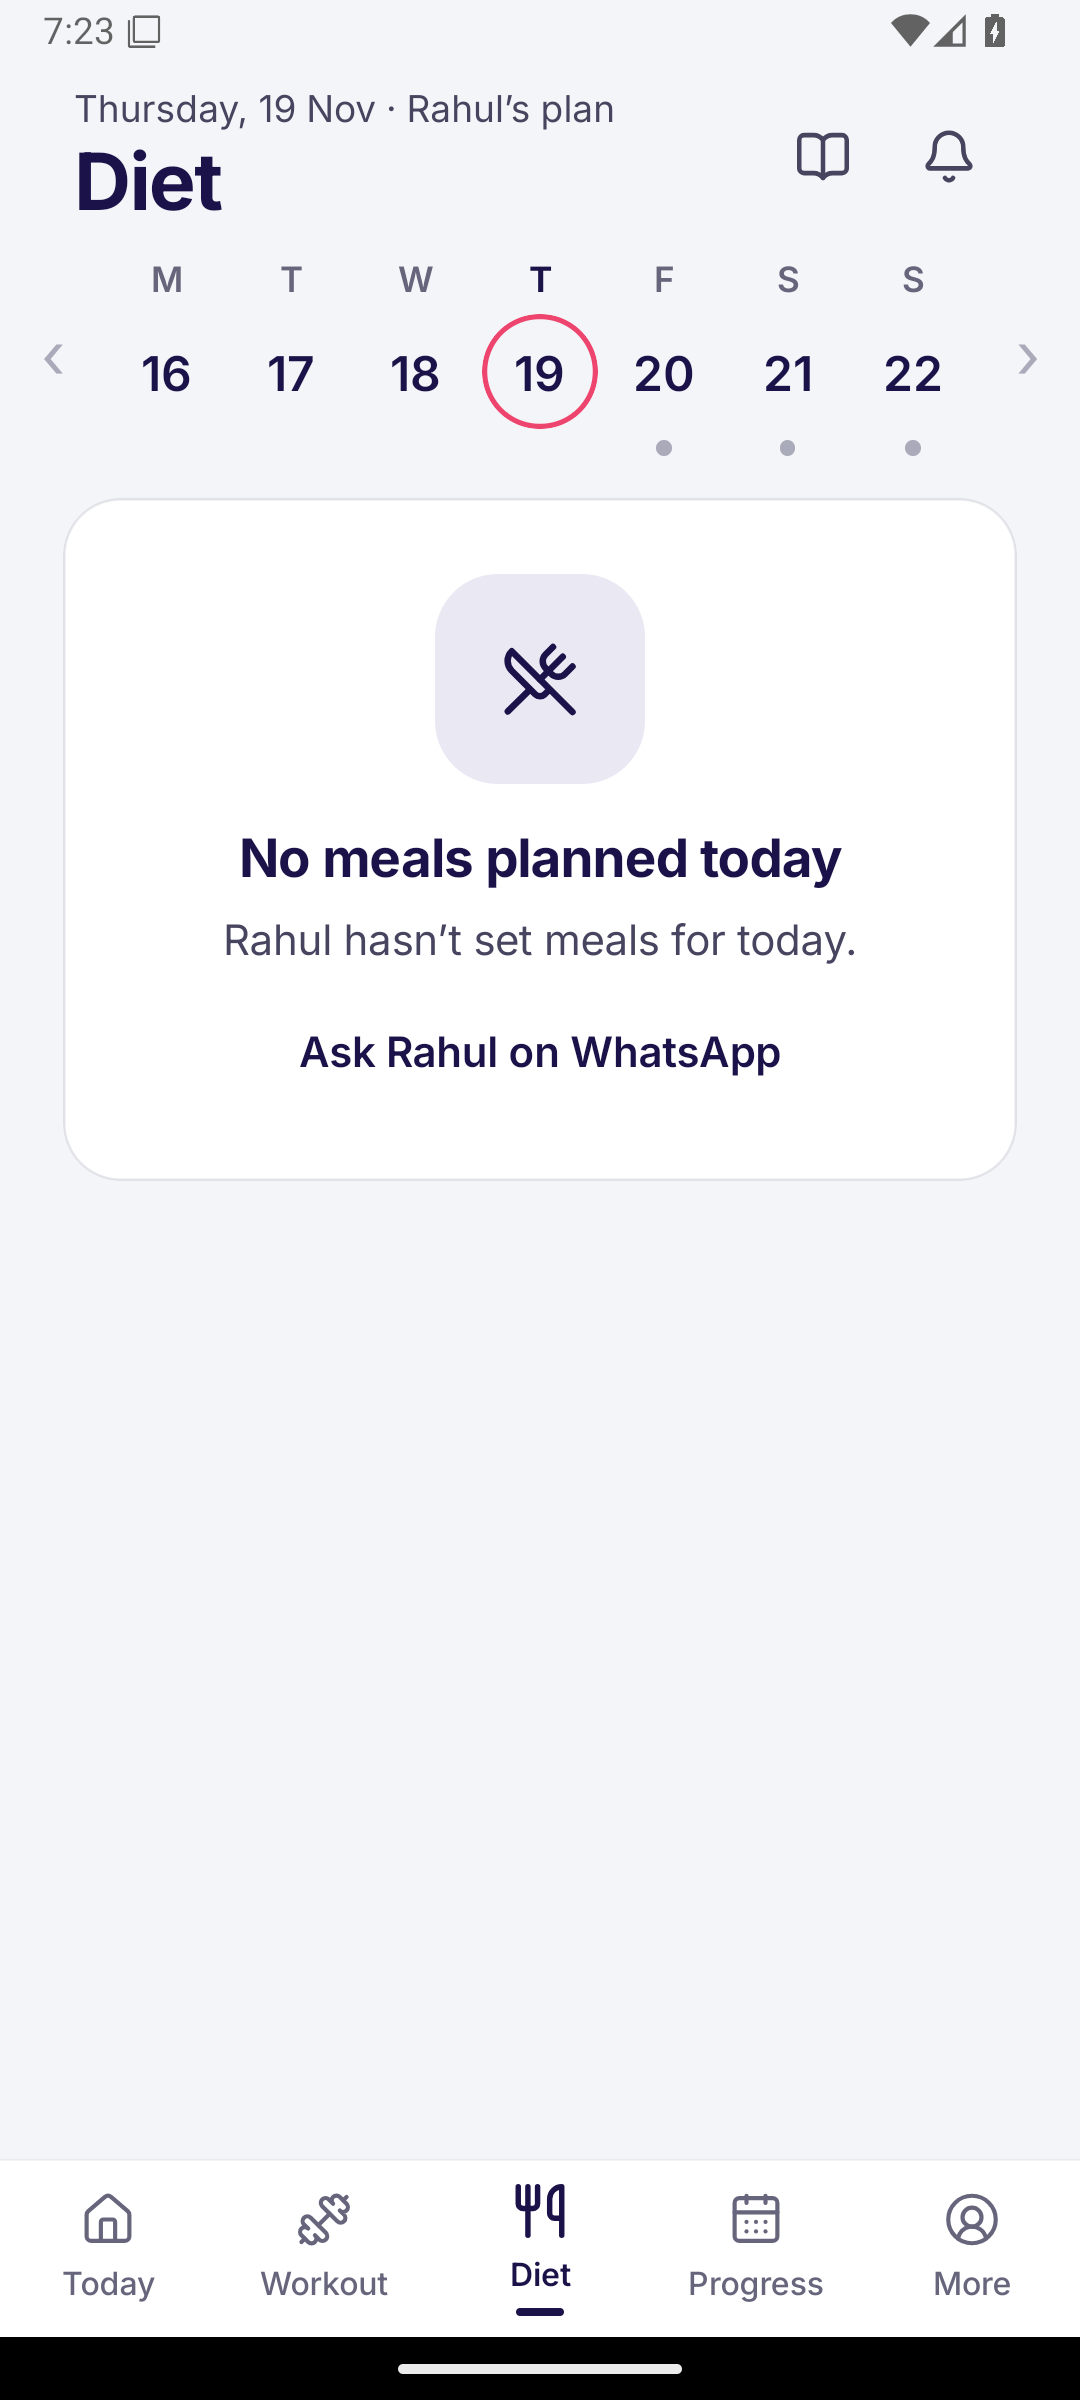 7:23
Thursday, 19 Nov · Rahul’s plan
Diet
M T W T F S S
‹ 16 17 18 19 20 21 22 ›
No meals planned today
Rahul hasn’t set meals for today.
Ask Rahul on WhatsApp
Today Workout Diet Progress More